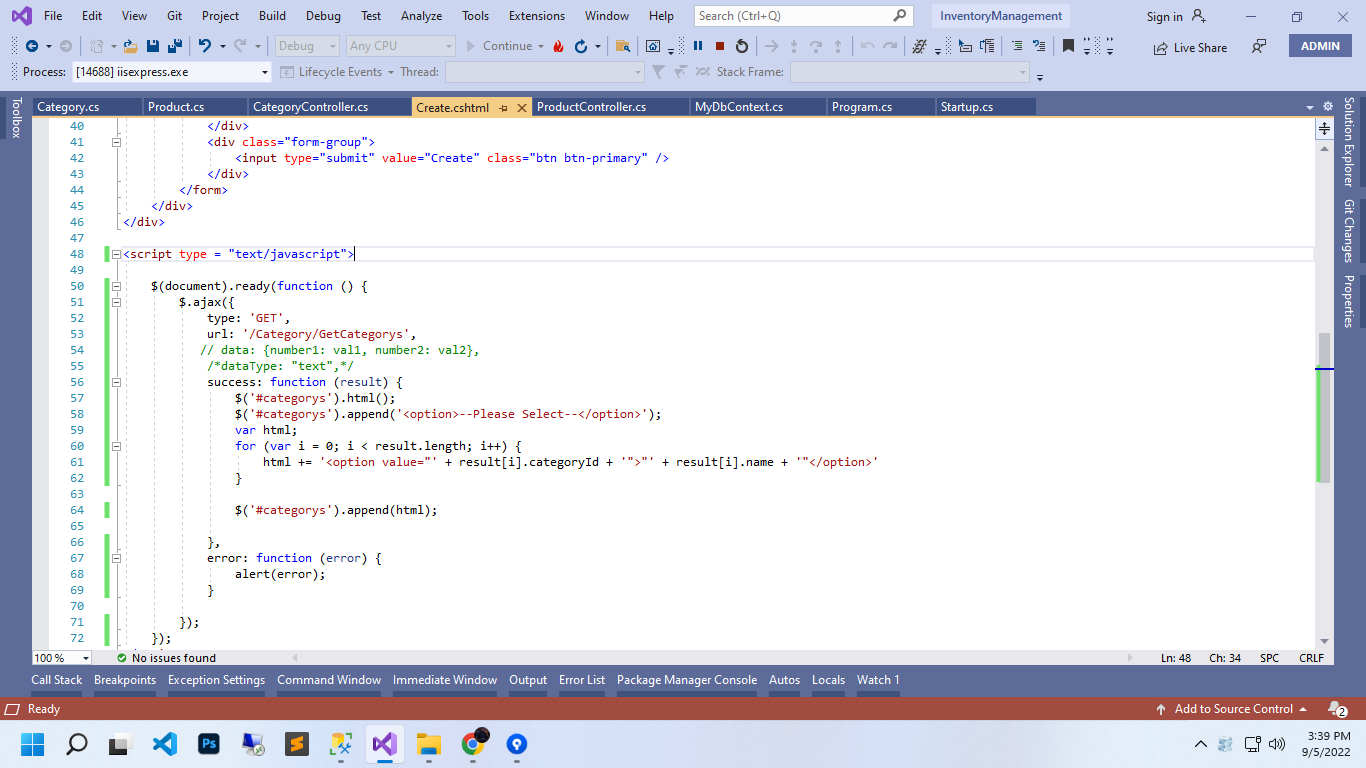 File Edit View Git Project Build Debug Test Analyze Tools Extensions Window Help Search (Ctrl+Q) InventoryManagement Sign in
Debug Any CPU Continue Live Share ADMIN
Process: [14688] iisexpress.exe Lifecycle Events Thread: Stack Frame:
Toolbox
Category.cs Product.cs CategoryController.cs Create.cshtml ProductController.cs MyDbContext.cs Program.cs Startup.cs
Solution Explorer
Git Changes
Properties
40 </div>
41 <div class="form-group">
42 <input type="submit" value="Create" class="btn btn-primary" />
43 </div>
44 </form>
45 </div>
46 </div>
47
48 <script type = "text/javascript">
49
50 $(document).ready(function () {
51 $.ajax({
52 type: 'GET',
53 url: '/Category/GetCategorys',
54 // data: {number1: val1, number2: val2},
55 /*dataType: "text",*/
56 success: function (result) {
57 $('#categorys').html();
58 $('#categorys').append('<option>--Please Select--</option>');
59 var html;
60 for (var i = 0; i < result.length; i++) {
61 html += '<option value="' + result[i].categoryId + '">"' + result[i].name + '"</option>'
62 }
63
64 $('#categorys').append(html);
65
66 },
67 error: function (error) {
68 alert(error);
69 }
70
71 });
72 });
100 % No issues found Ln: 48 Ch: 34 SPC CRLF
Call Stack Breakpoints Exception Settings Command Window Immediate Window Output Error List Package Manager Console Autos Locals Watch 1
Ready Add to Source Control 2
Ps
3:39 PM
9/5/2022